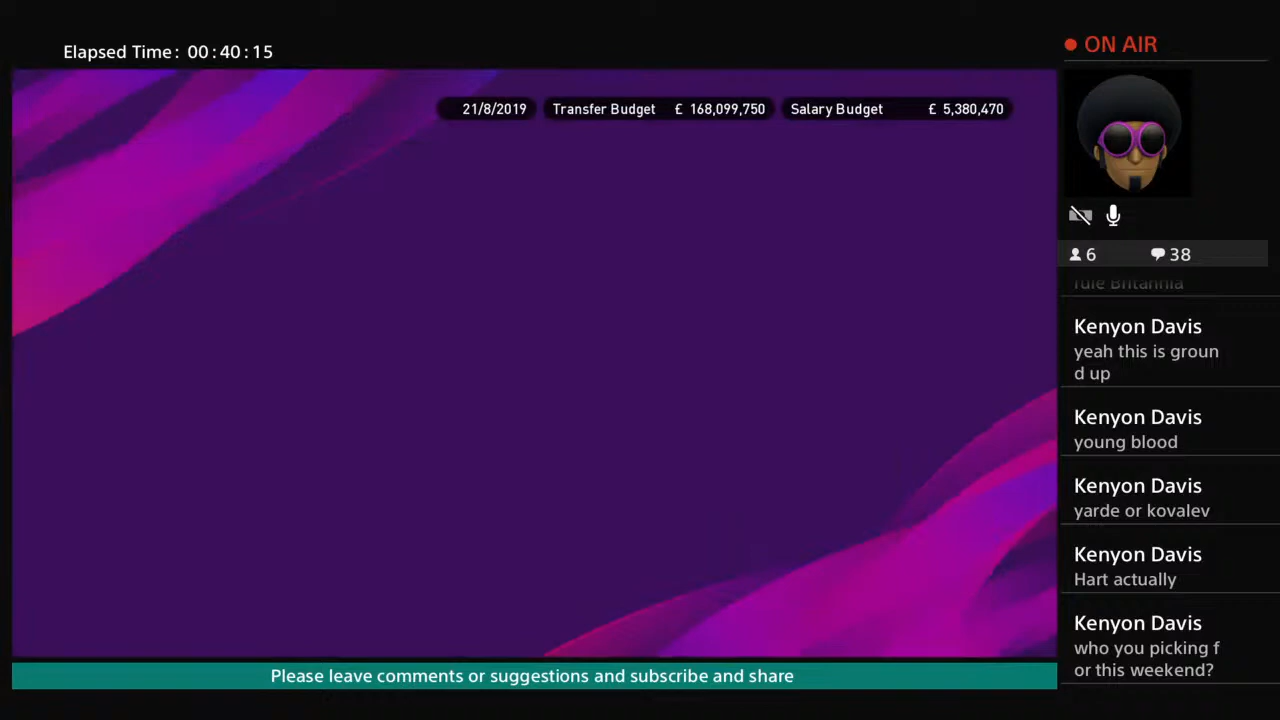 Elapsed Time: 00:40:15
ON AIR
21/8/2019 Transfer Budget £ 168,099,750 Salary Budget £ 5,380,470
6 38
rule Britannia
Kenyon Davis
yeah this is groun
d up
Kenyon Davis
young blood
Kenyon Davis
yarde or kovalev
Kenyon Davis
Hart actually
Kenyon Davis
who you picking f
or this weekend?
Please leave comments or suggestions and subscribe and share